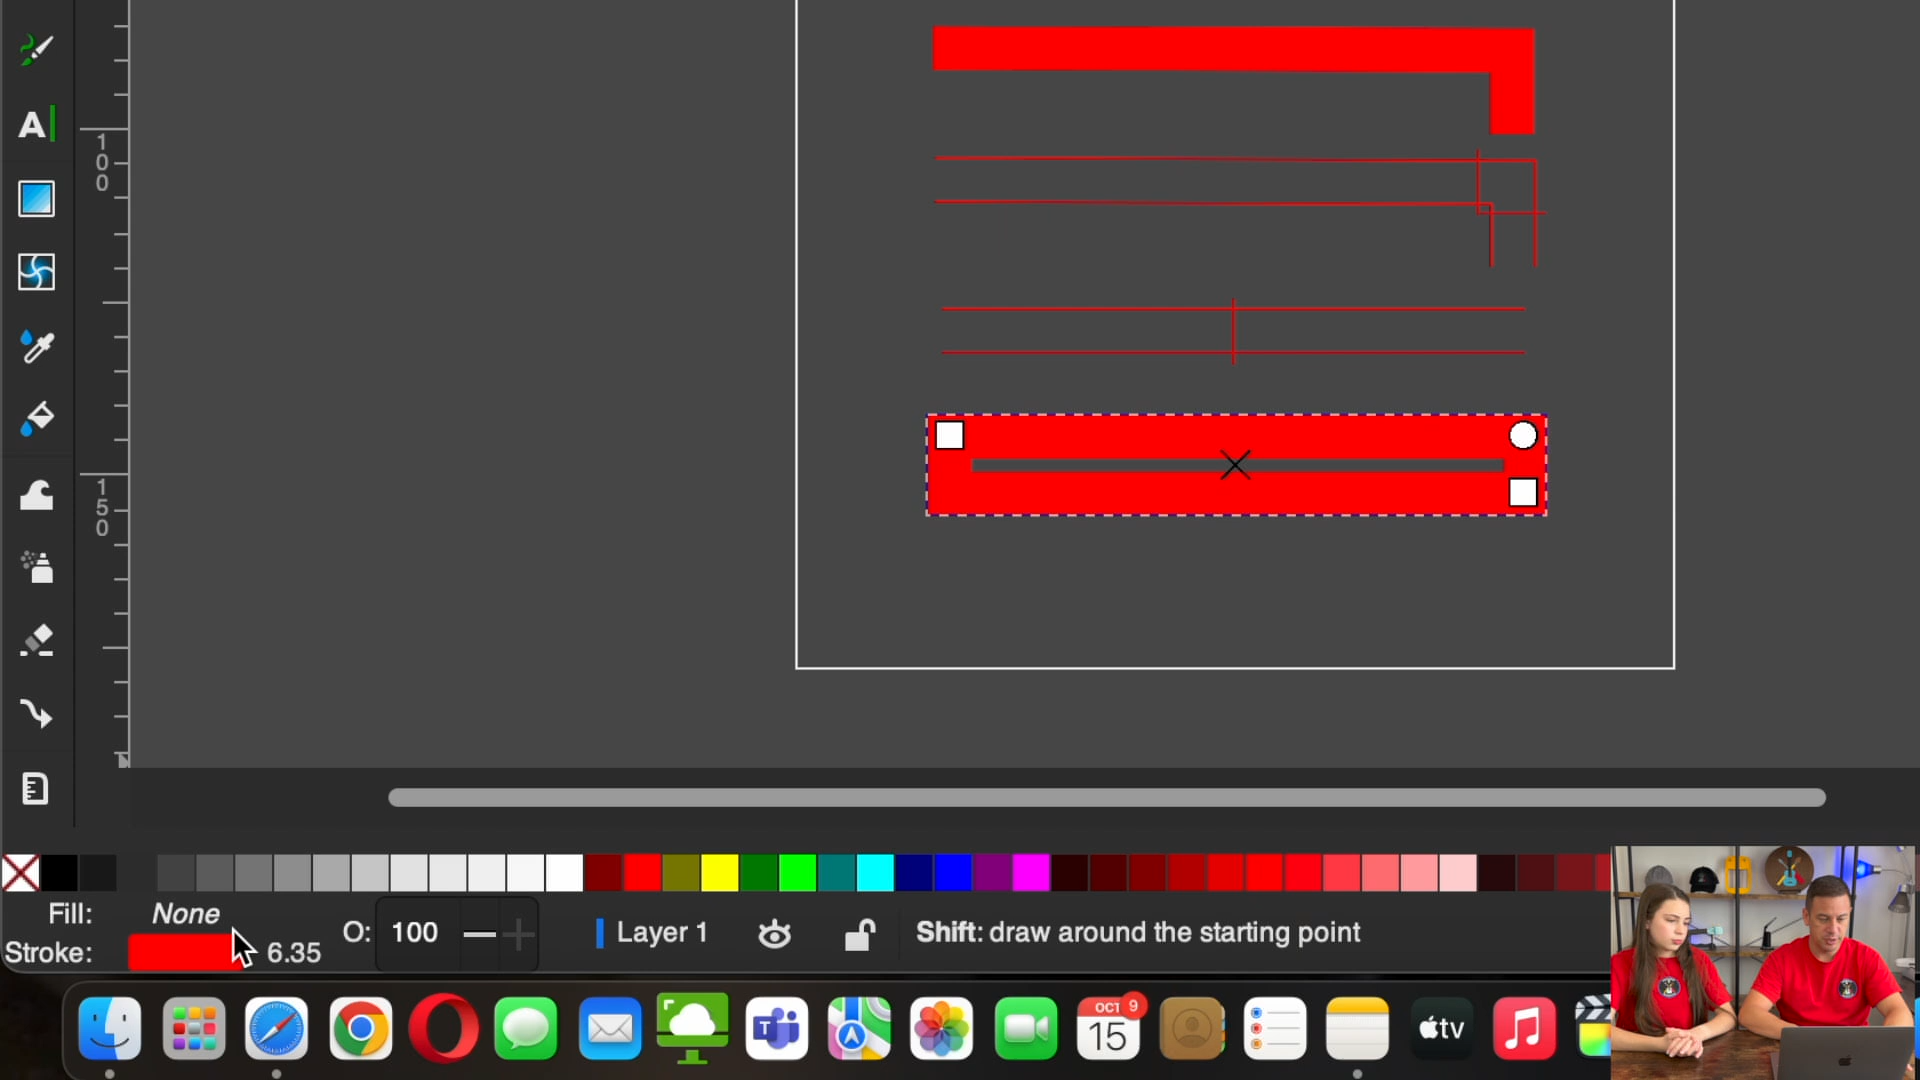 A
100
150
Fill: None
Stroke: 6.35
O: 100
Layer 1
Shift: draw around the starting point
T
OCT 9
15
tv